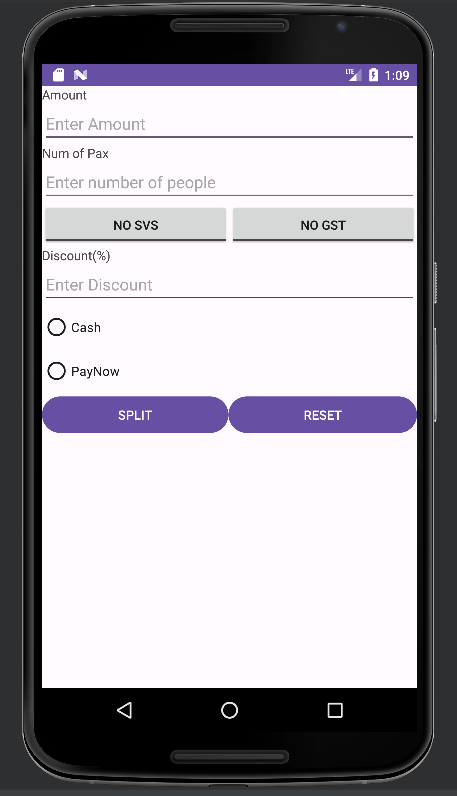 LTE 1:09
Amount
Enter Amount
Num of Pax
Enter number of people
NO SVS NO GST
Discount(%)
Enter Discount
Cash
PayNow
SPLIT RESET